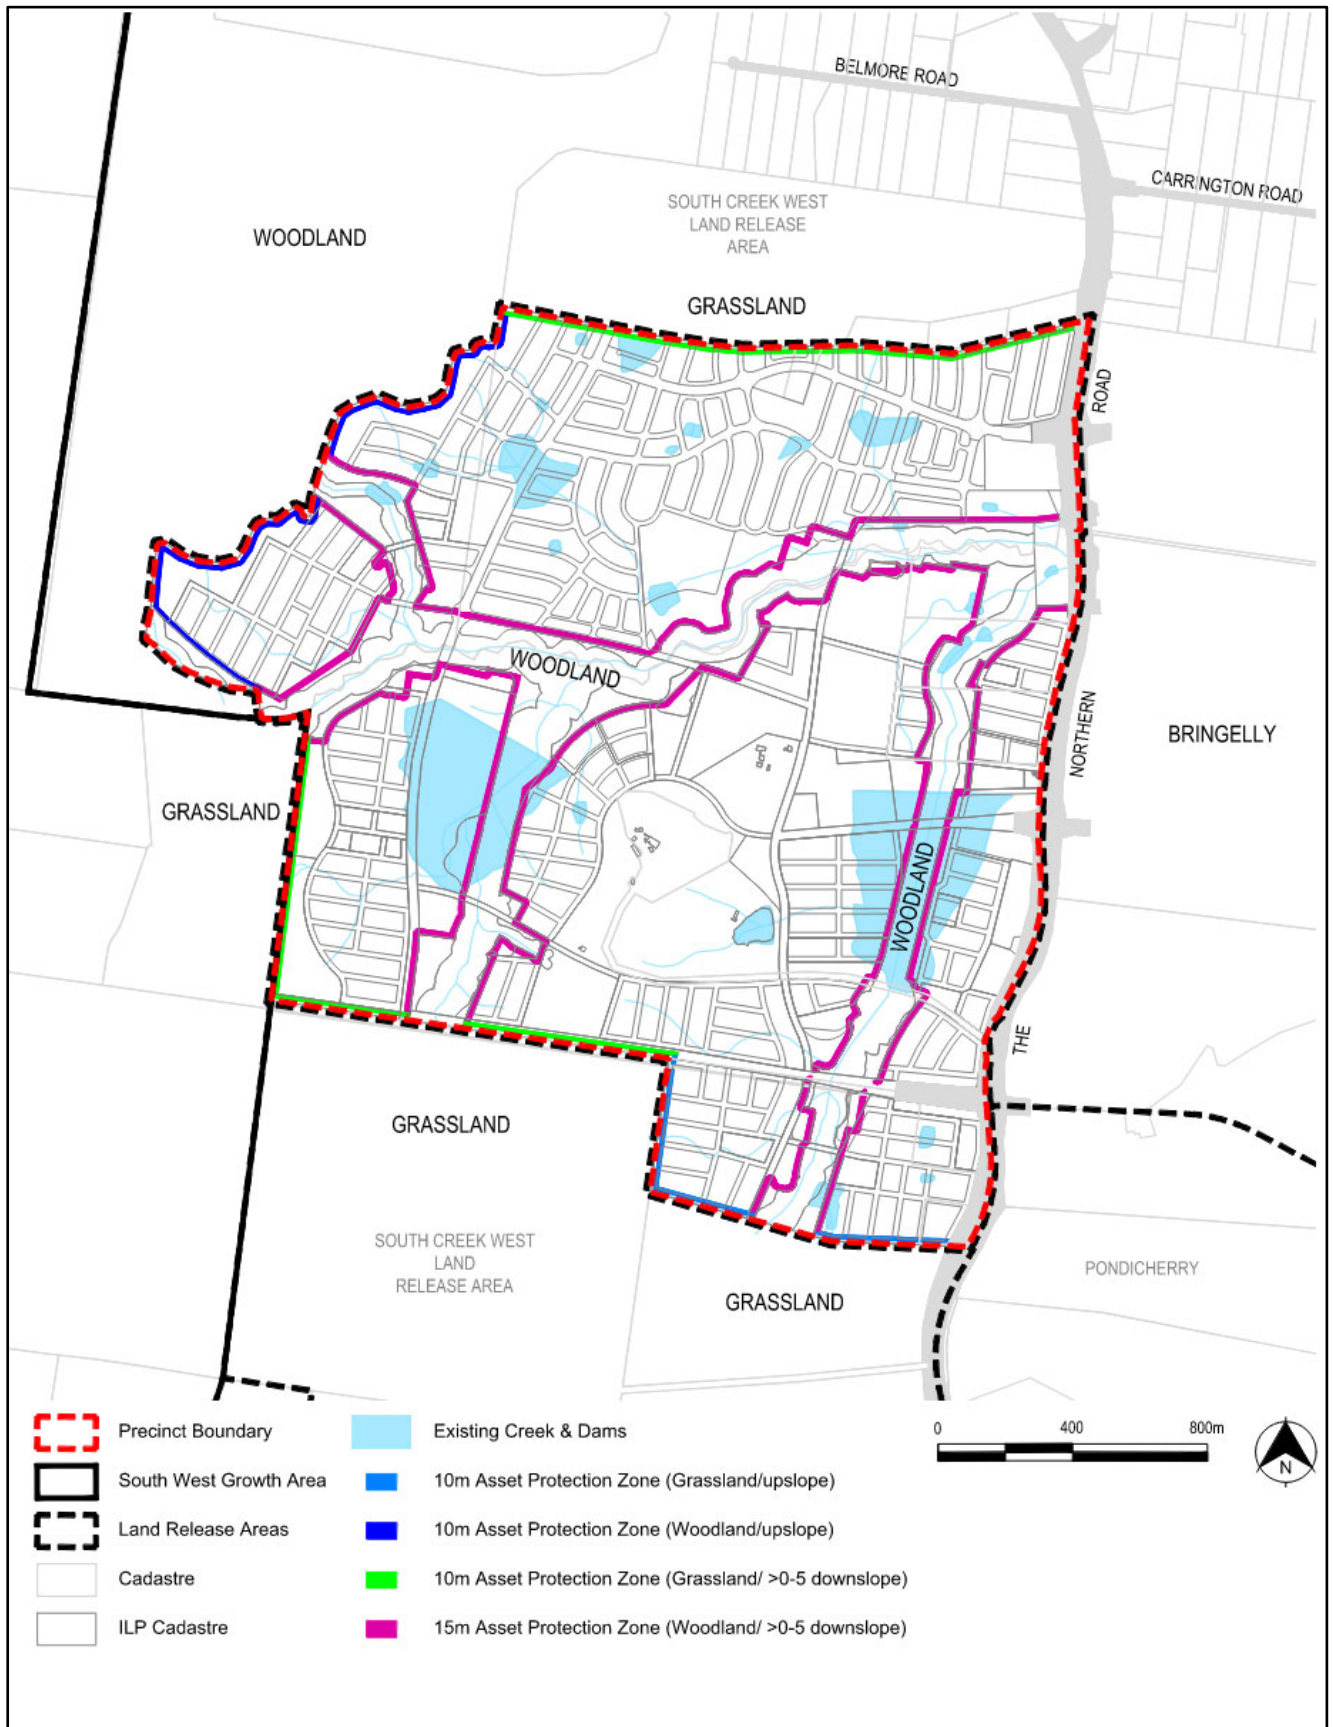 BELMORE ROAD
CARRINGTON ROAD
SOUTH CREEK WEST
LAND RELEASE
AREA
WOODLAND
GRASSLAND
ROAD
WOODLAND
NORTHERN
BRINGELLY
GRASSLAND
WOODLAND
THE
GRASSLAND
SOUTH CREEK WEST
LAND
RELEASE AREA
PONDICHERRY
GRASSLAND
Precinct Boundary
South West Growth Area
Land Release Areas
Cadastre
ILP Cadastre
Existing Creek & Dams
10m Asset Protection Zone (Grassland/upslope)
10m Asset Protection Zone (Woodland/upslope)
10m Asset Protection Zone (Grassland/ >0-5 downslope)
15m Asset Protection Zone (Woodland/ >0-5 downslope)
0 400 800m
N